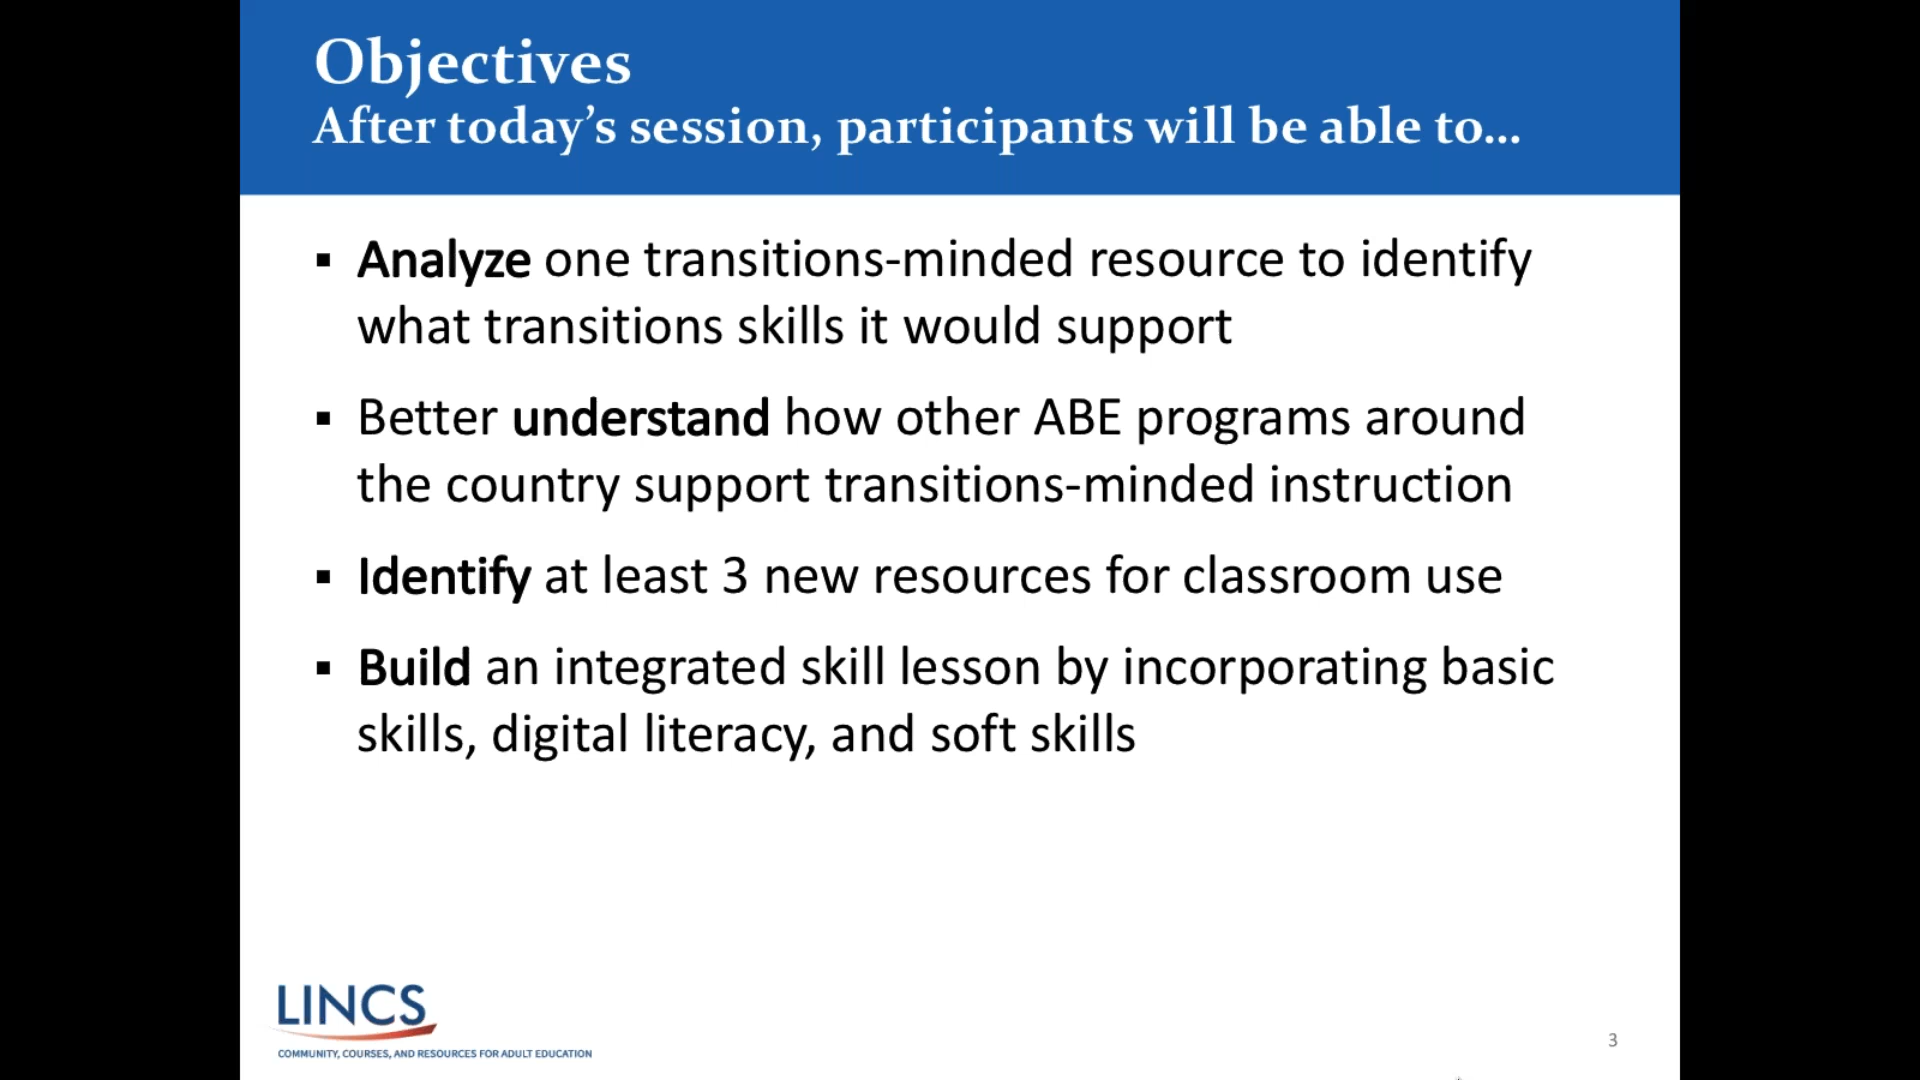 Objectives
After today’s session, participants will be able to...
▪ Analyze one transitions-minded resource to identify
what transitions skills it would support
▪ Better understand how other ABE programs around
the country support transitions-minded instruction
▪ Identify at least 3 new resources for classroom use
▪ Build an integrated skill lesson by incorporating basic
skills, digital literacy, and soft skills
LINCS
COMMUNITY, COURSES, AND RESOURCES FOR ADULT EDUCATION
3